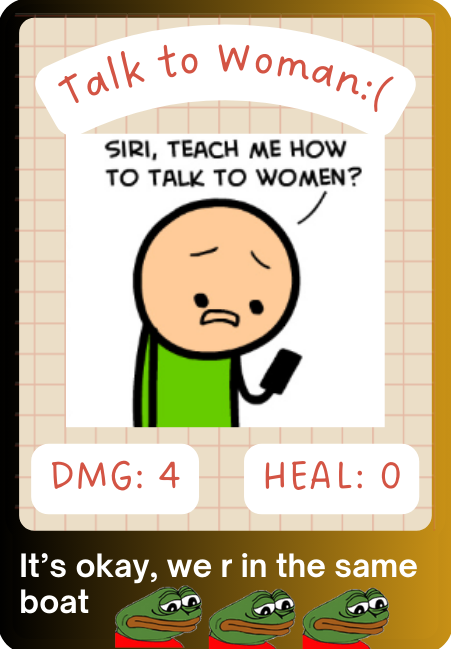 Talk to Woman:(
SIRI, TEACH ME HOW
TO TALK TO WOMEN?
DMG: 4
HEAL: 0
It's okay, we r in the same
boat